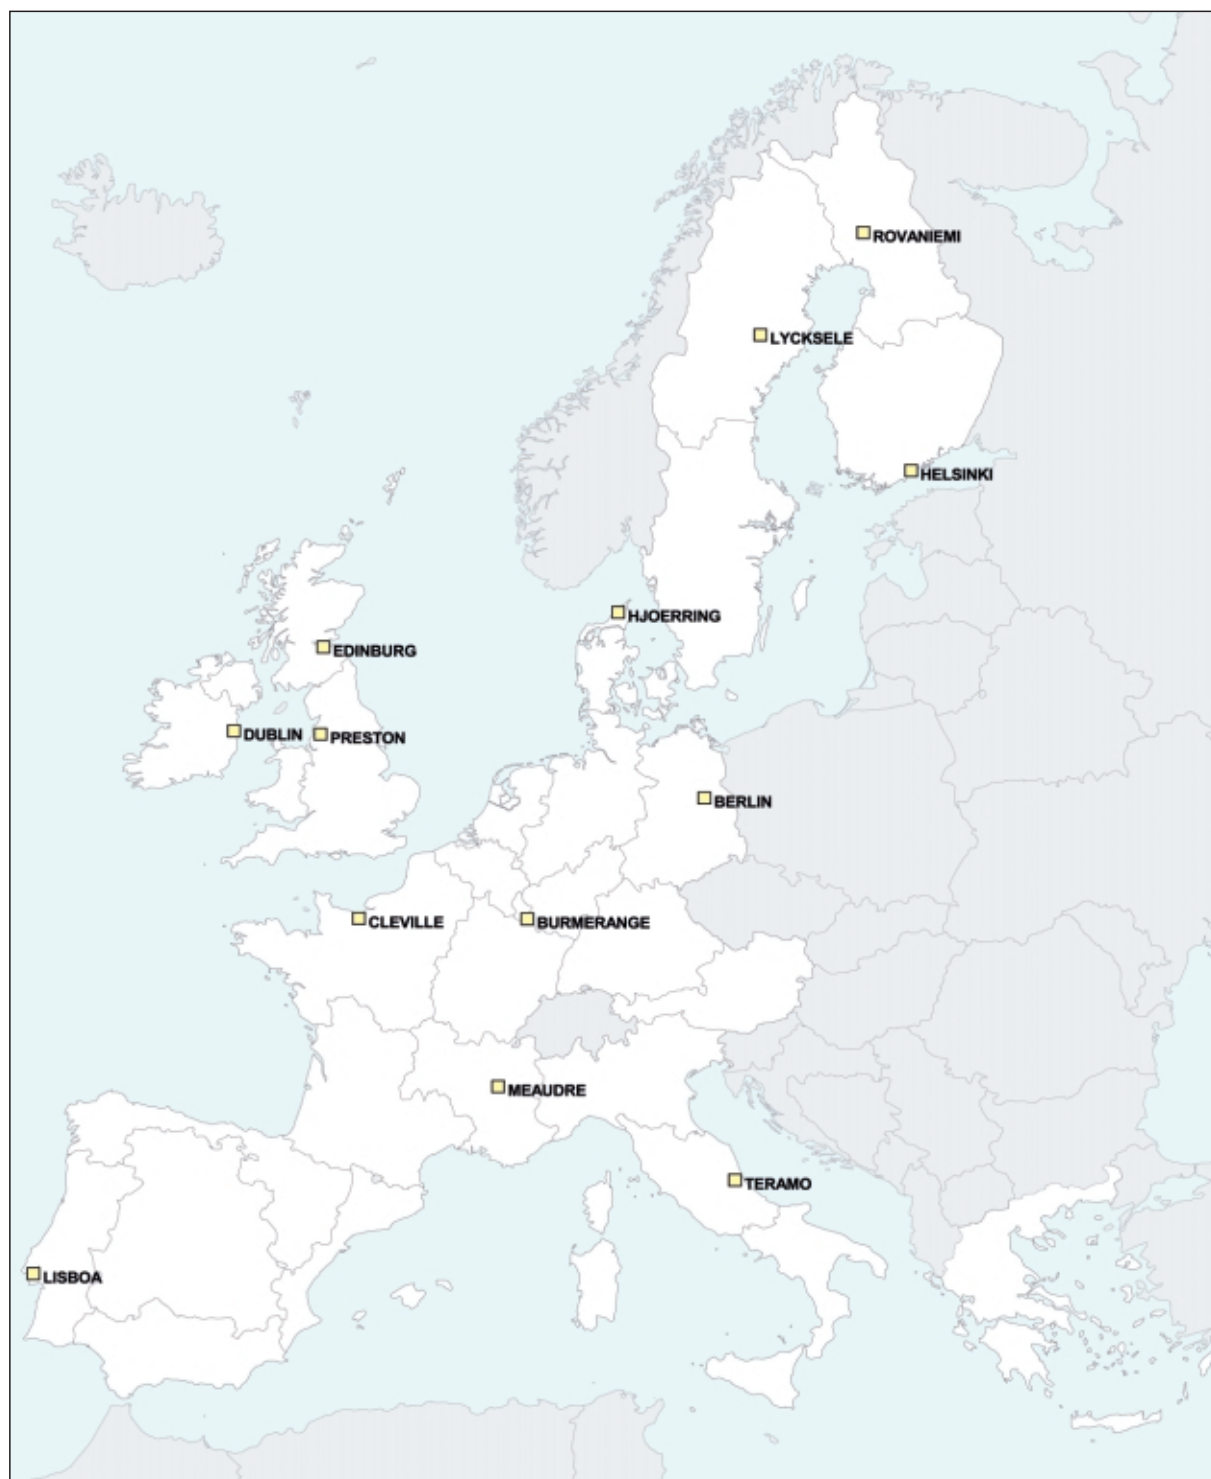 ROVANIEMI
LYCKSELE
HELSINKI
HJOERRING
EDINBURG
DUBLIN
PRESTON
BERLIN
CLEVILLE
BURMERANGE
MEAUDRE
TERAMO
LISBOA